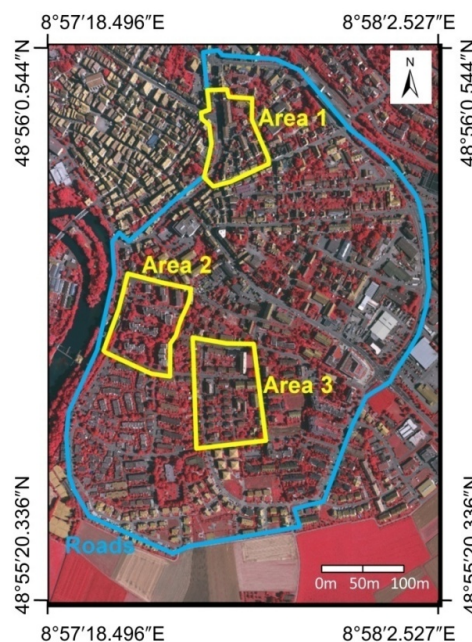 8°57′18.496″E 8°58′2.527″E
48°56′0.544″N
48°56′0.544″N
N
Area 1
Area 2
Area 3
Roads
0m 50m 100m
48°55′20.336″N
48°55′20.336″N
8°57′18.496″E 8°58′2.527″E